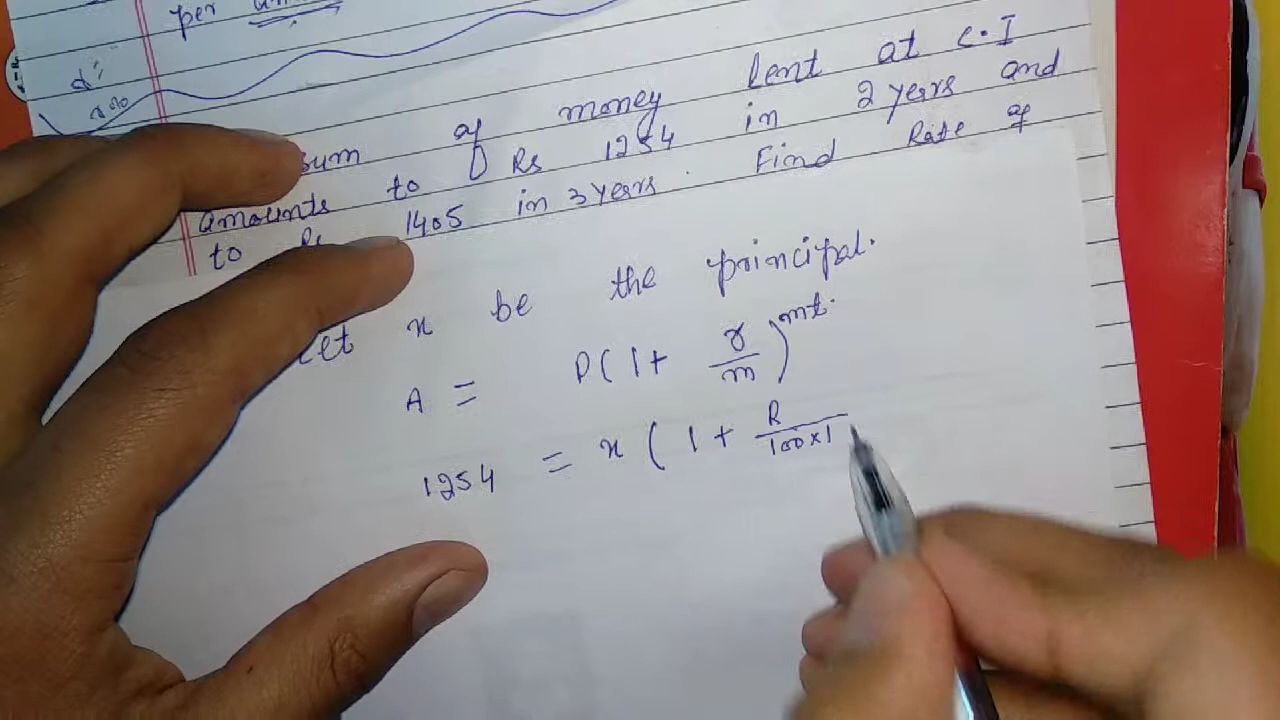 per
sum of money lent at C.I
amounts to Rs 1254 in 2 years and
to Rs 1405 in 3 years. Find Rate of
Let x be the principal.
A = P(1 + r/m)^mt.
1254 = x ( 1 + R/100×1